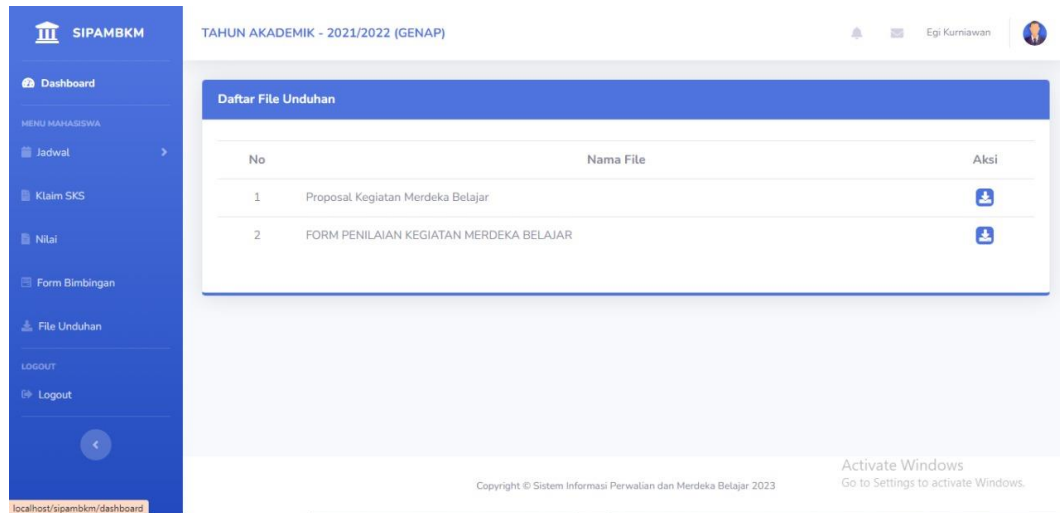 SIPAMBKM
Dashboard
MENU MAHASISWA
Jadwal
Klaim SKS
Nilai
Form Bimbingan
File Unduhan
LOGOUT
Logout
localhost/sipambkm/dashboard
TAHUN AKADEMIK - 2021/2022 (GENAP)
Egi Kurniawan
Daftar File Unduhan
No Nama File Aksi
1 Proposal Kegiatan Merdeka Belajar
2 FORM PENILAIAN KEGIATAN MERDEKA BELAJAR
Copyright © Sistem Informasi Perwalian dan Merdeka Belajar 2023
Activate Windows
Go to Settings to activate Windows.